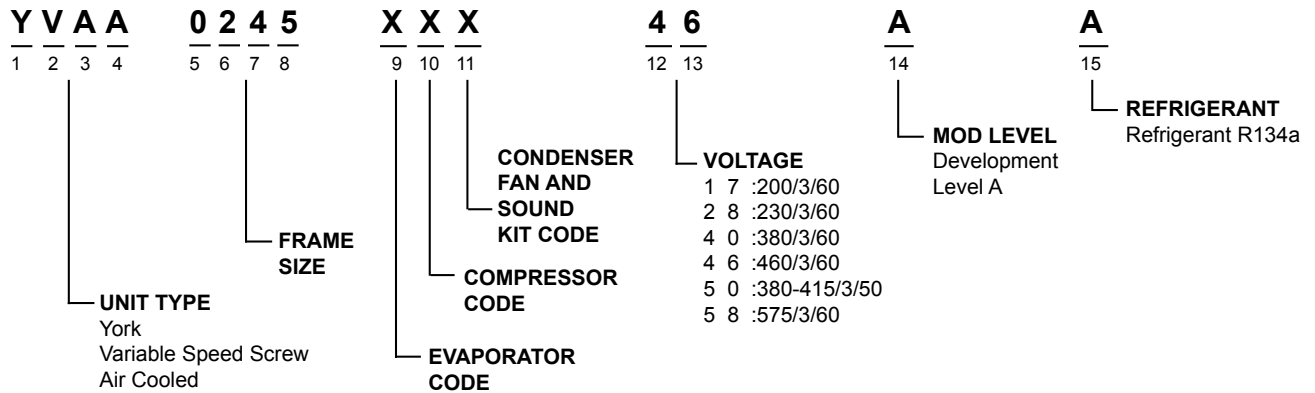 Y V A A 0 2 4 5 X X X 4 6 A A
1 2 3 4 5 6 7 8 9 10 11 12 13 14 15
UNIT TYPE
York
Variable Speed Screw
Air Cooled
FRAME
SIZE
EVAPORATOR
CODE
COMPRESSOR
CODE
CONDENSER
FAN AND
SOUND
KIT CODE
VOLTAGE
1 7 :200/3/60
2 8 :230/3/60
4 0 :380/3/60
4 6 :460/3/60
5 0 :380-415/3/50
5 8 :575/3/60
MOD LEVEL
Development
Level A
REFRIGERANT
Refrigerant R134a